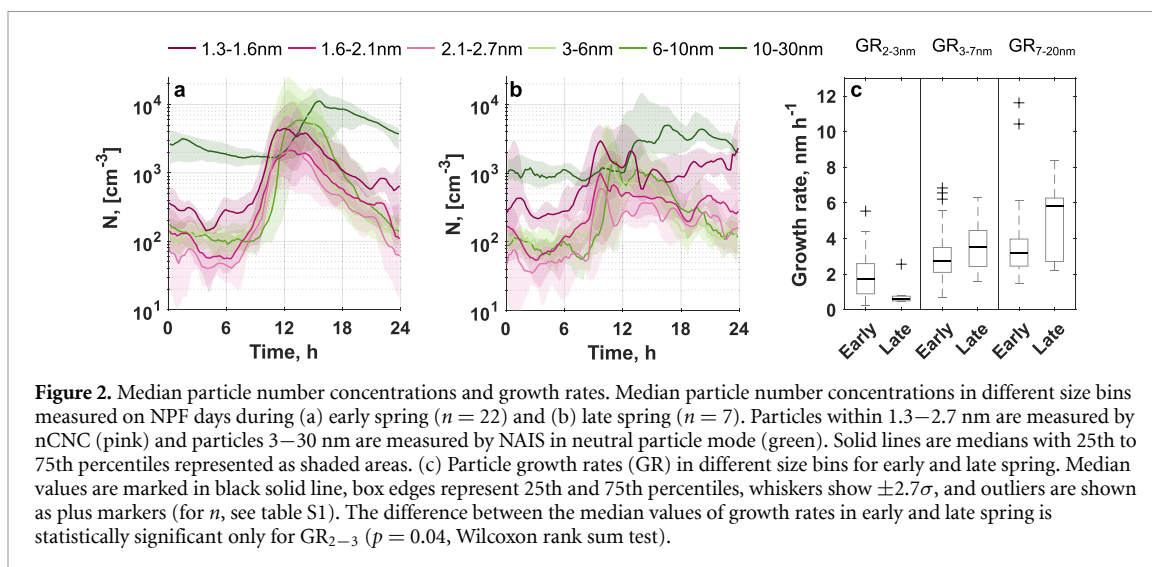 1.3-1.6nm 1.6-2.1nm 2.1-2.7nm 3-6nm 6-10nm 10-30nm GR2-3nm GR3-7nm GR7-20nm
a b c
10^4 10^4 12
10
10^3 10^3 8
6
10^2 10^2 4
2
10^1 10^1 0
N, [cm^-3] N, [cm^-3] Growth rate, nm h^-1
0 6 12 18 24 0 6 12 18 24 Early Late Early Late Early Late
Time, h Time, h
Figure 2. Median particle number concentrations and growth rates. Median particle number concentrations in different size bins
measured on NPF days during (a) early spring (n = 22) and (b) late spring (n = 7). Particles within 1.3−2.7 nm are measured by
nCNC (pink) and particles 3−30 nm are measured by NAIS in neutral particle mode (green). Solid lines are medians with 25th to
75th percentiles represented as shaded areas. (c) Particle growth rates (GR) in different size bins for early and late spring. Median
values are marked in black solid line, box edges represent 25th and 75th percentiles, whiskers show ±2.7σ, and outliers are shown
as plus markers (for n, see table S1). The difference between the median values of growth rates in early and late spring is
statistically significant only for GR2−3 (p = 0.04, Wilcoxon rank sum test).